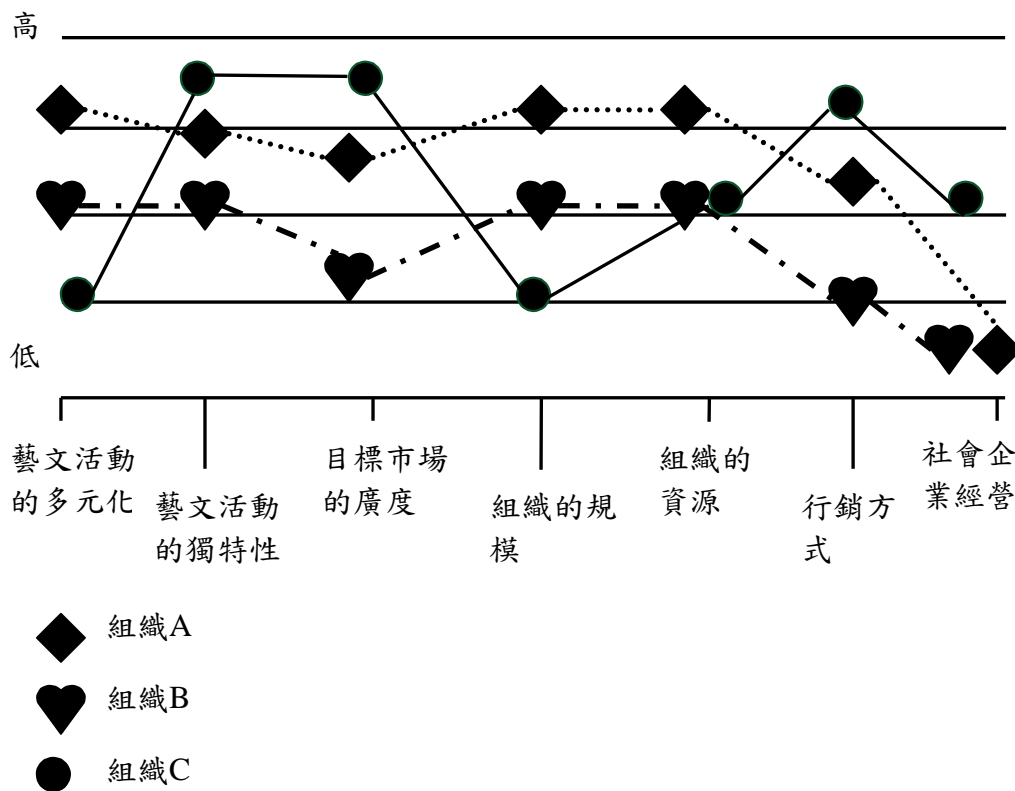 高
低
藝文活動
的多元化
藝文活動
的獨特性
目標市場
的廣度
組織的規
模
組織的
資源
行銷方
式
社會企
業經營
組織A
組織B
組織C